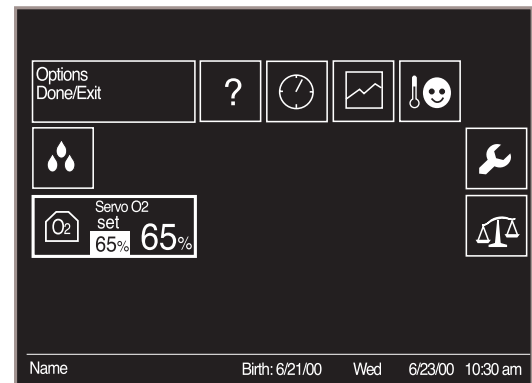 Options
Done/Exit
?
Servo O2
O2
set
65% 65%
Name Birth: 6/21/00 Wed 6/23/00 10:30 am